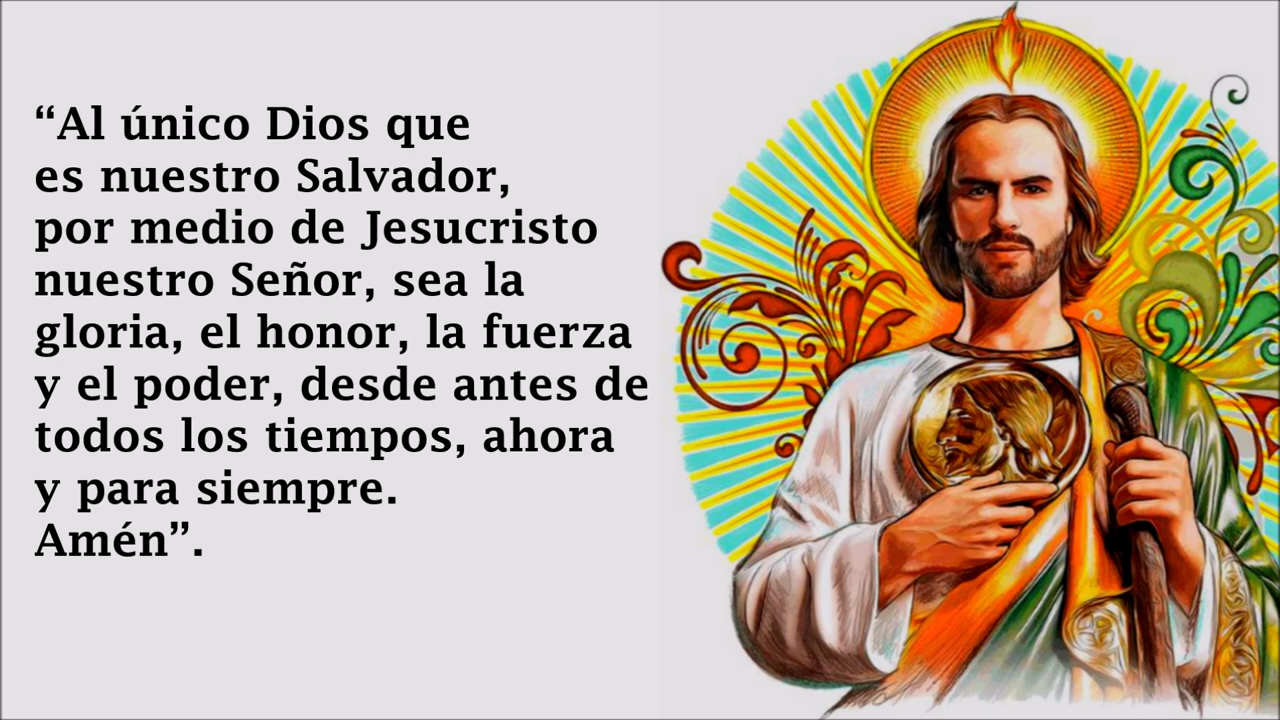 “Al único Dios que
es nuestro Salvador,
por medio de Jesucristo
nuestro Señor, sea la
gloria, el honor, la fuerza
y el poder, desde antes de
todos los tiempos, ahora
y para siempre.
Amén”.